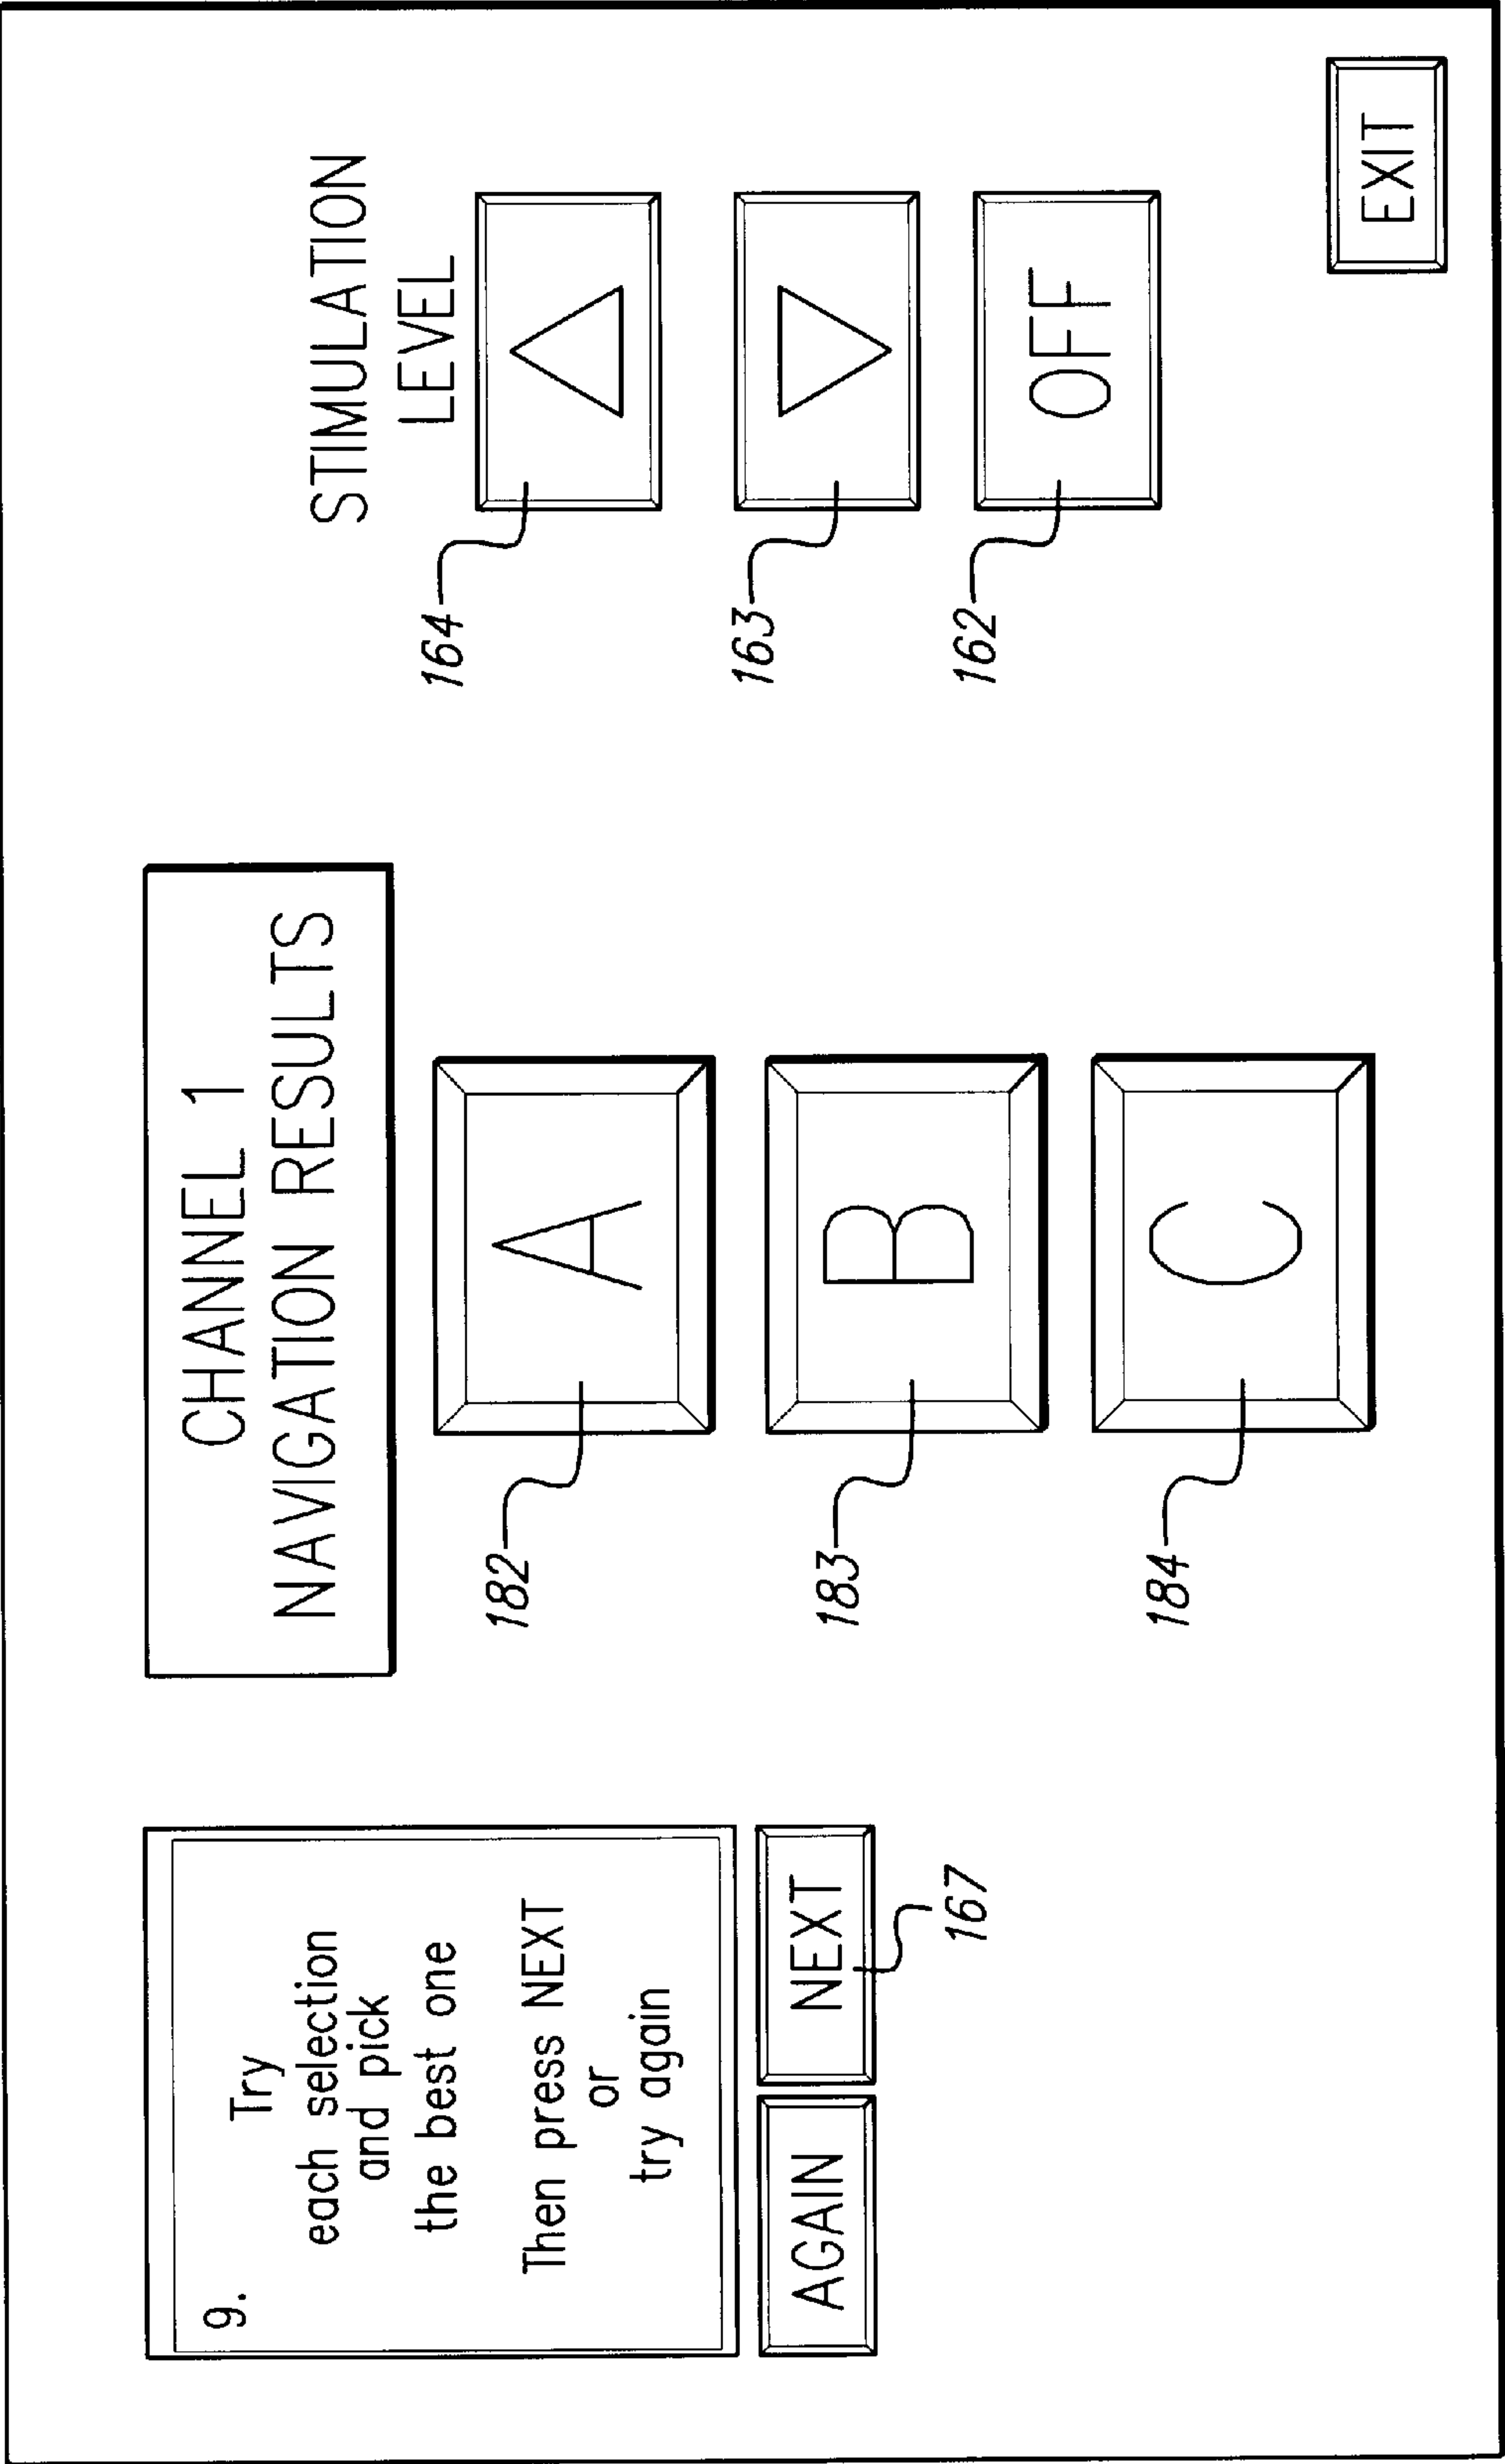 9.
Try
each selection
and pick
the best one
Then press NEXT
or
try again
AGAIN
NEXT
167
CHANNEL 1
NAVIGATION RESULTS
A
182
B
183
C
184
STIMULATION
LEVEL
164
163
OFF
162
EXIT